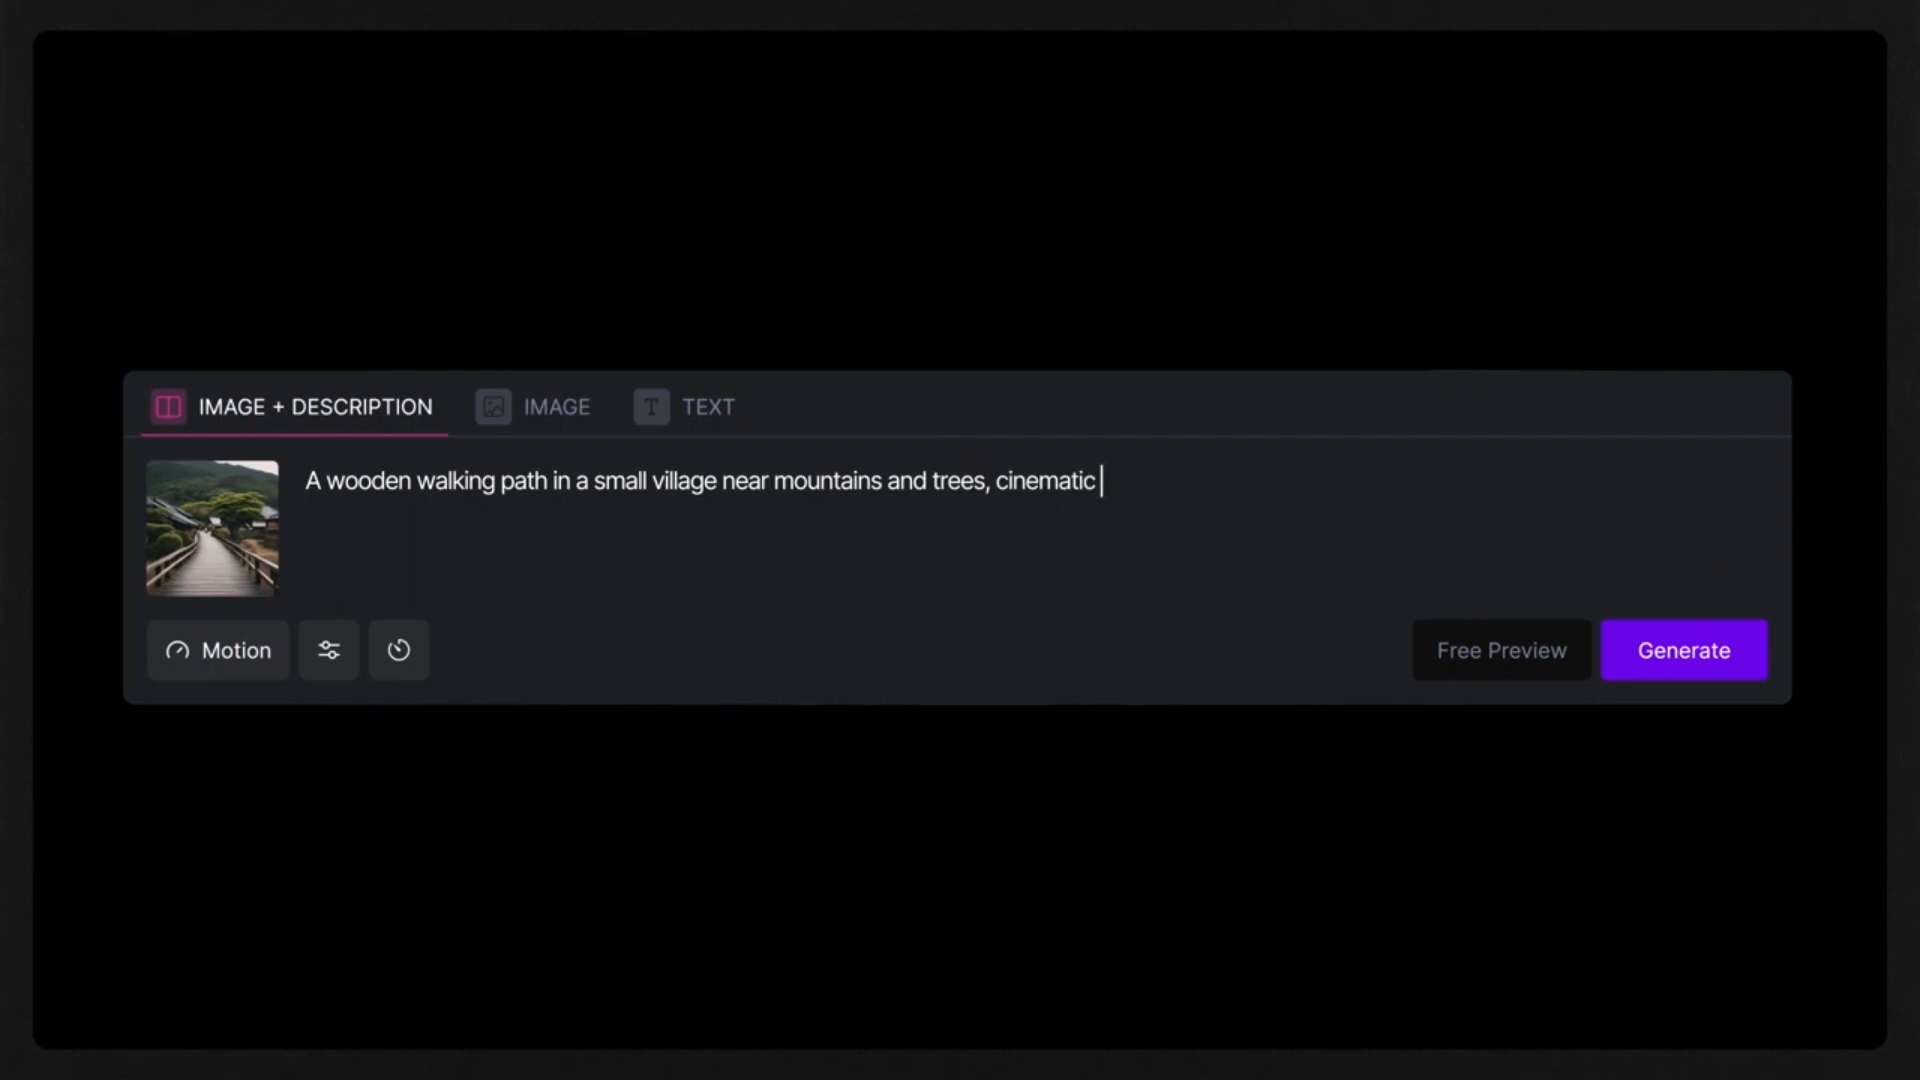 IMAGE + DESCRIPTION IMAGE TEXT
A wooden walking path in a small village near mountains and trees, cinematic
Motion Free Preview Generate